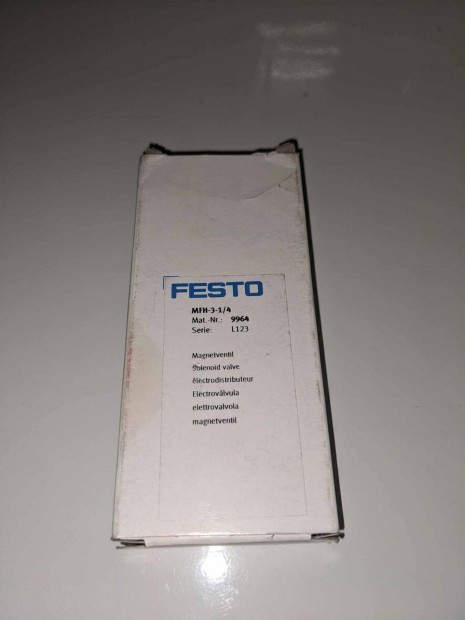 FESTO
MFH-3-1/4
Mat.-Nr.: 9964
Serie: L123
Magnetventil
Solenoid valve
électrodistributeur
Electroválvula
elettrovalvola
magnetventil